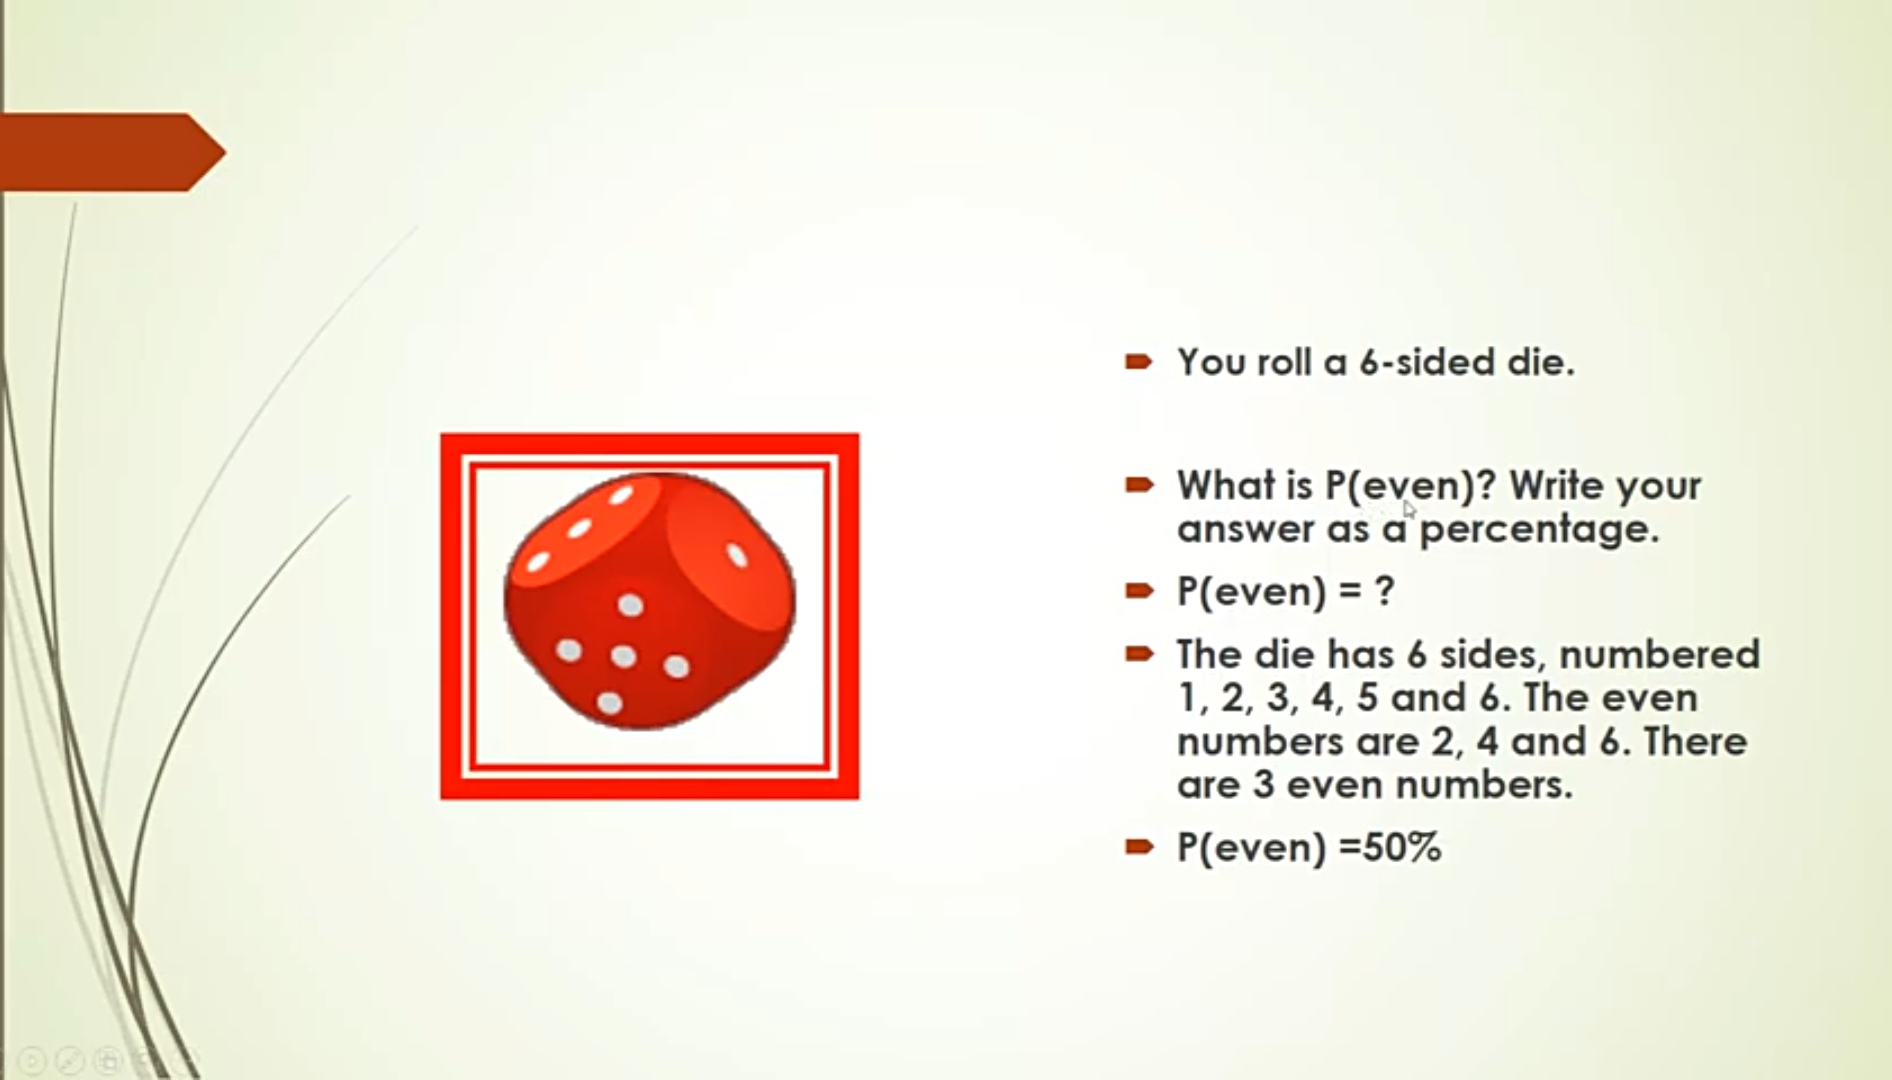 You roll a 6-sided die.
What is P(even)? Write your
answer as a percentage.
P(even) = ?
The die has 6 sides, numbered
1, 2, 3, 4, 5 and 6. The even
numbers are 2, 4 and 6. There
are 3 even numbers.
P(even) =50%